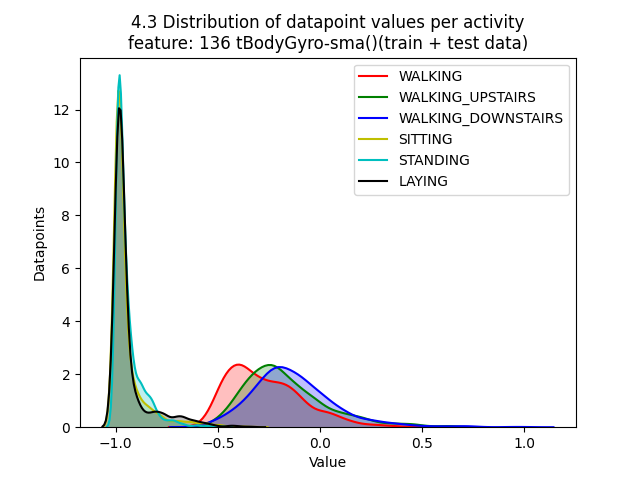 4.3 Distribution of datapoint values per activity
feature: 136 tBodyGyro-sma()(train + test data)
WALKING
WALKING_UPSTAIRS
WALKING_DOWNSTAIRS
SITTING
STANDING
LAYING
Datapoints
12
10
8
6
4
2
0
−1.0 −0.5 0.0 0.5 1.0
Value